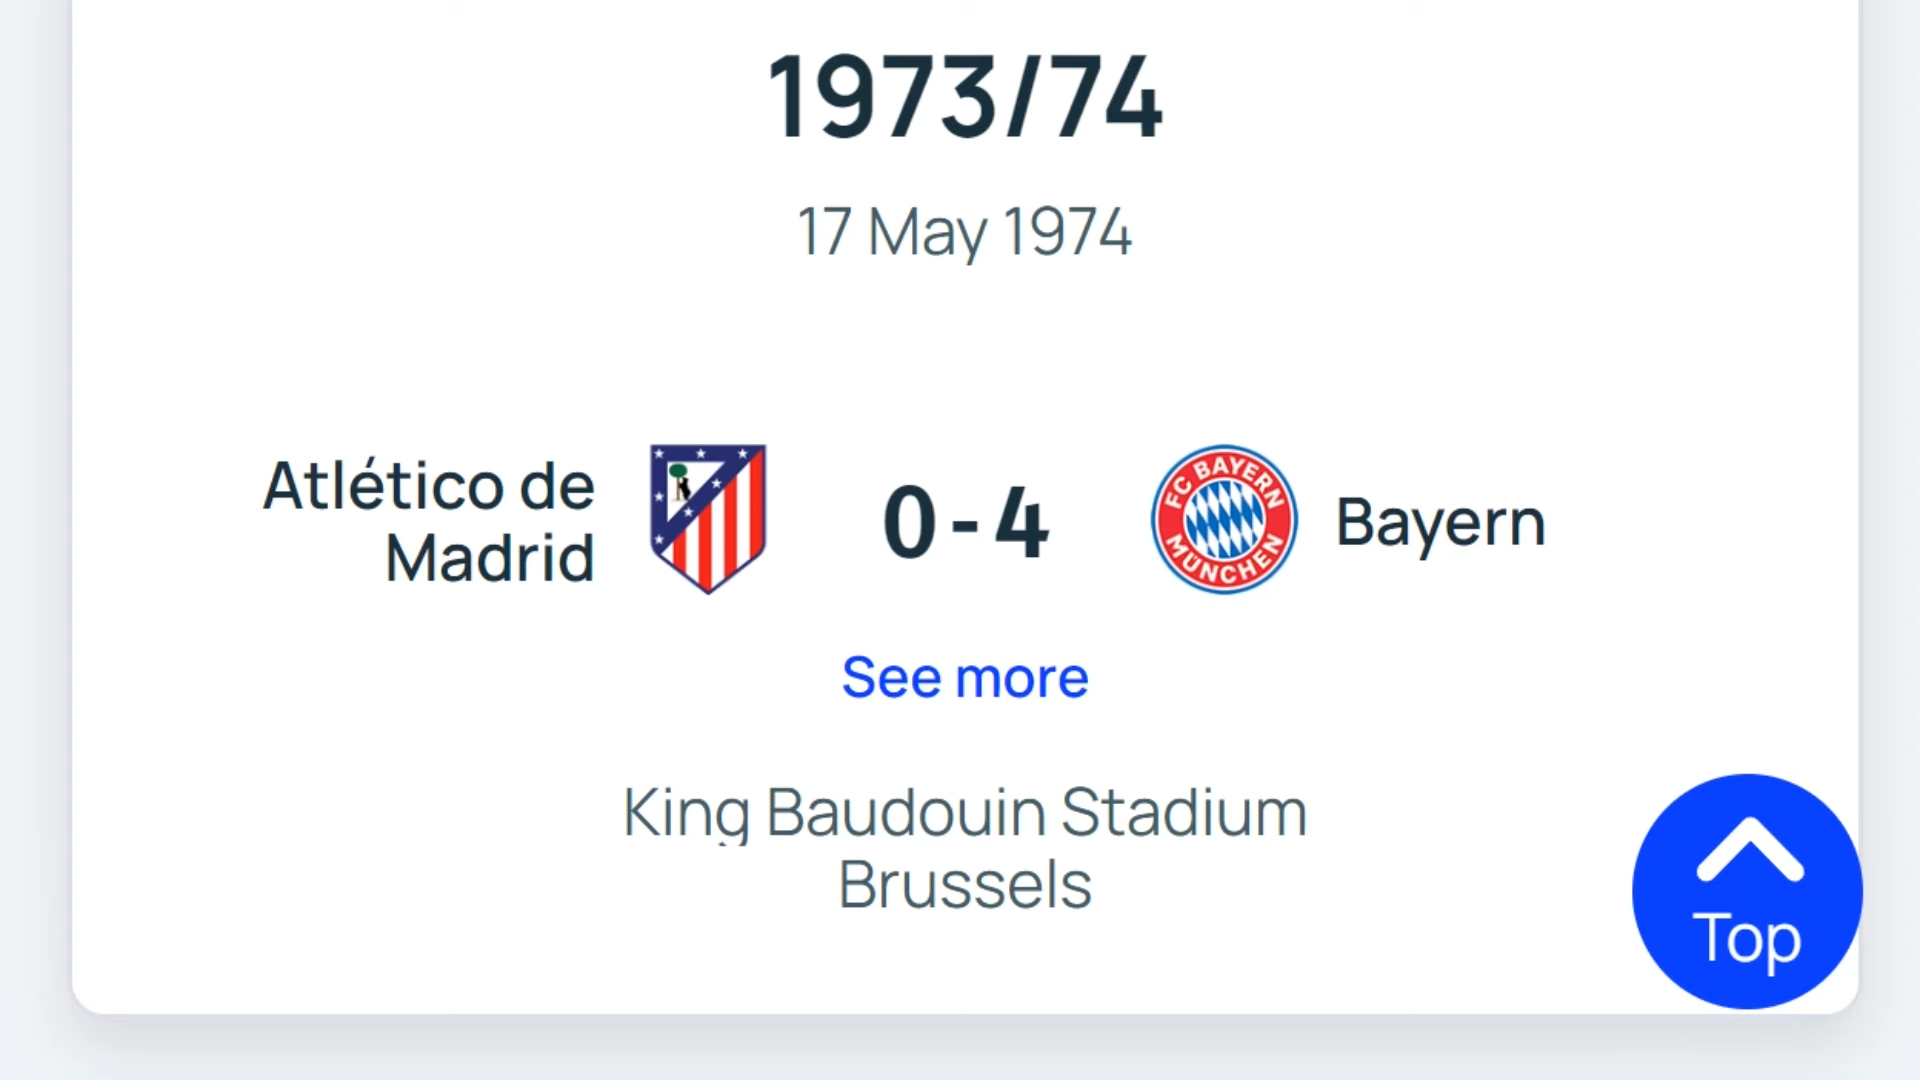 1973/74
17 May 1974
Atlético de
Madrid
0 - 4
FC BAYERN
MÜNCHEN
Bayern
See more
King Baudouin Stadium
Brussels
Top